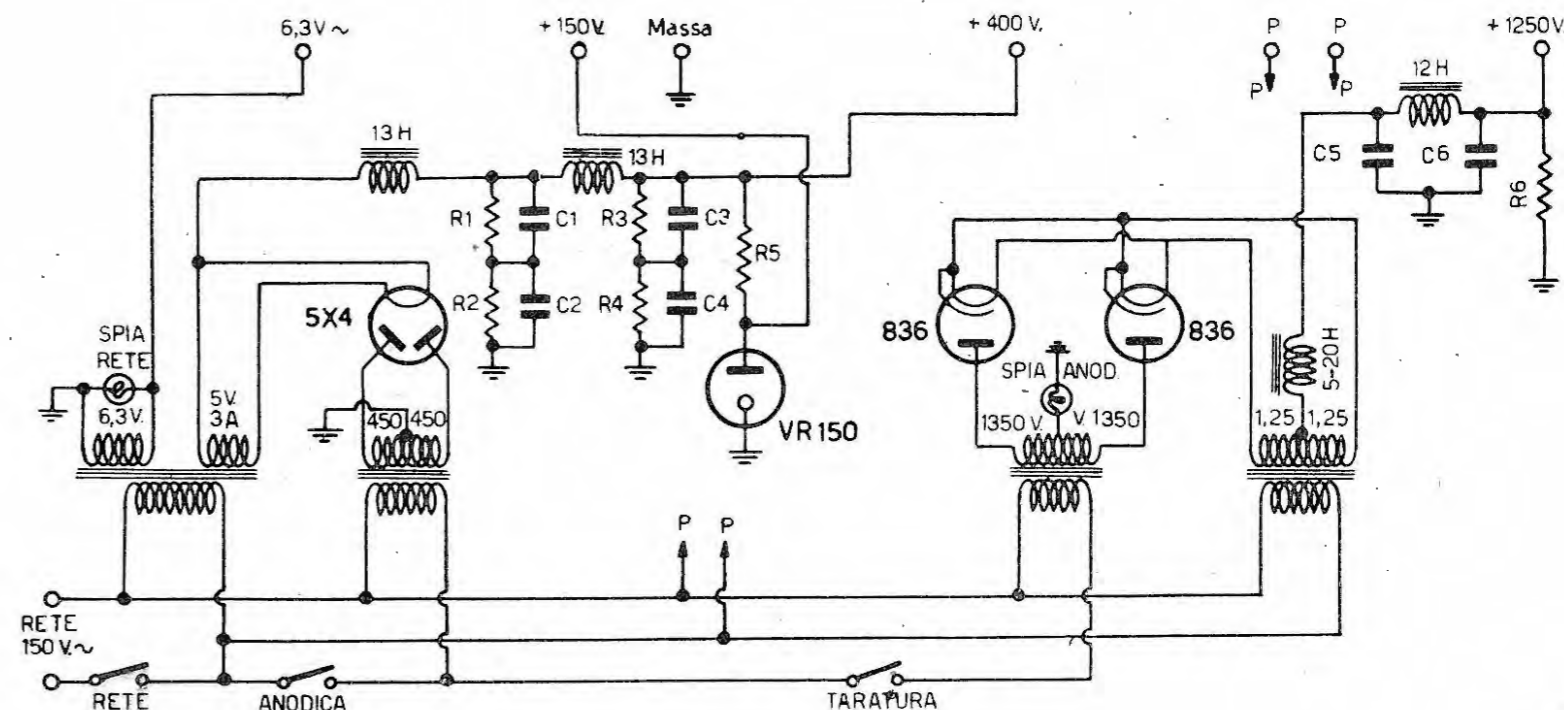 6,3V ~
+ 150V.
Massa
+ 400 V.
P P
+ 1250V.
P P
12 H
13 H
13H
C5 C6
R6
R1 C1 R3 C3
R5
R2 C2 R4 C4
5X4
836 836
SPIA
RETE
6,3V.
5V.
3A
450 450
VR 150
SPIA ANOD.
1350 V. V. 1350
5-20H
1,25 1,25
P P
RETE
150 V.~
RETE
ANODICA
TARATURA